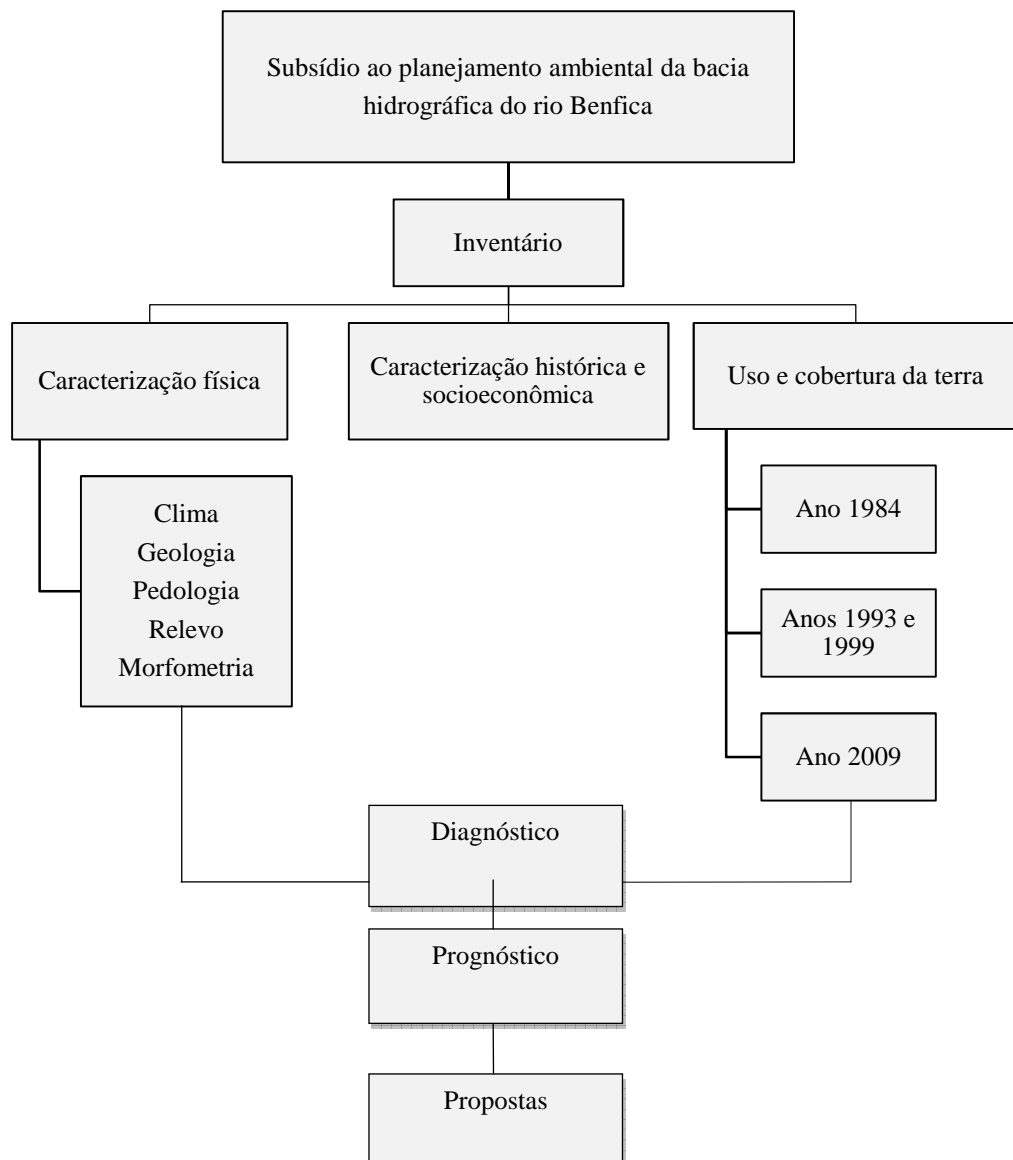 Subsídio ao planejamento ambiental da bacia
hidrográfica do rio Benfica
Inventário
Caracterização física
Caracterização histórica e
socioeconômica
Uso e cobertura da terra
Clima
Geologia
Pedologia
Relevo
Morfometria
Ano 1984
Anos 1993 e
1999
Ano 2009
Diagnóstico
Prognóstico
Propostas